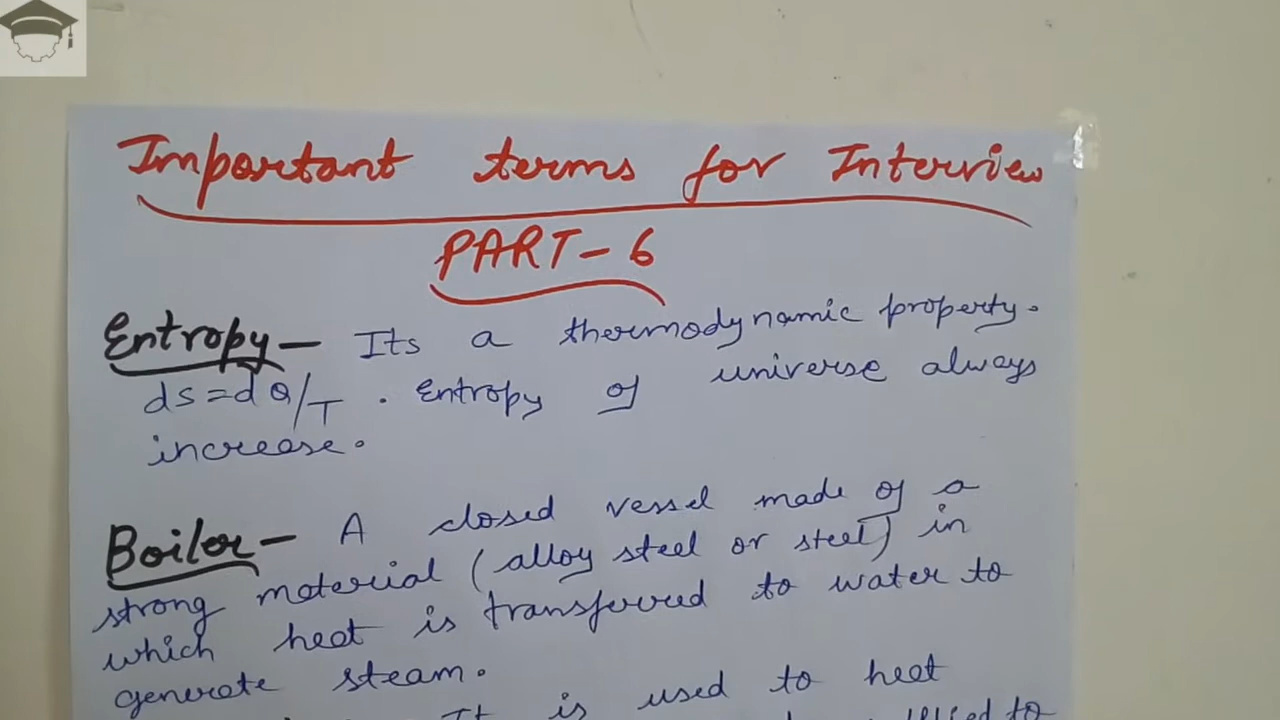 Important terms for Interview
PART-6
Entropy - Its a thermodynamic property.
ds=dQ/T. Entropy of universe always
increase.
Boiler - A closed vessel made of a
strong material (alloy steel or steel) in
which heat is transferred to water to
generate steam.
It is used to heat